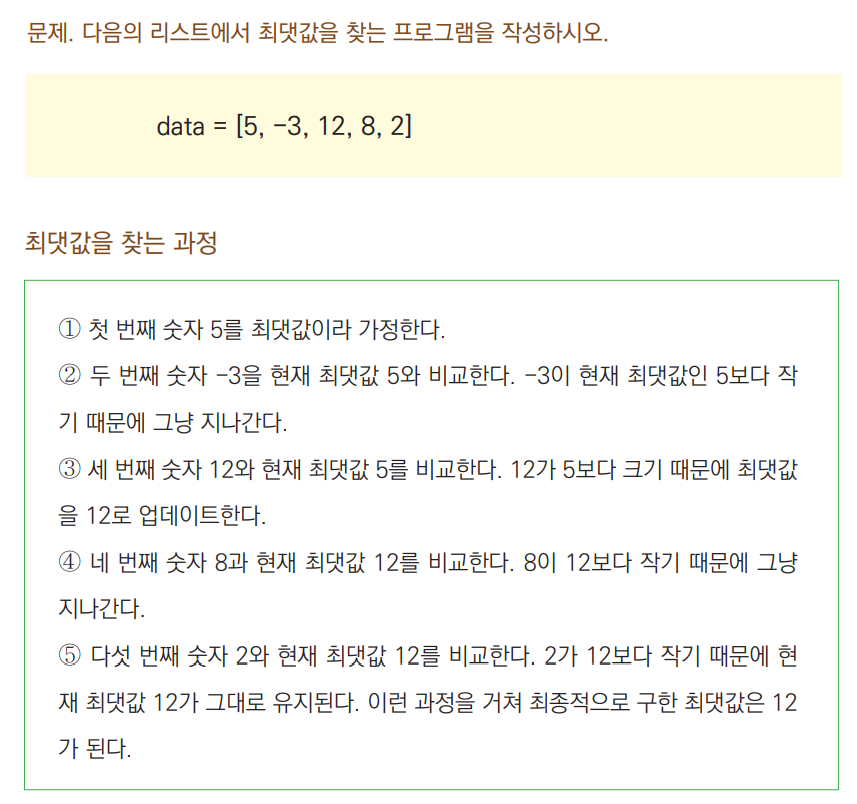 문제. 다음의 리스트에서 최댓값을 찾는 프로그램을 작성하시오.
data = [5, -3, 12, 8, 2]
최댓값을 찾는 과정
① 첫 번째 숫자 5를 최댓값이라 가정한다.
② 두 번째 숫자 -3을 현재 최댓값 5와 비교한다. -3이 현재 최댓값인 5보다 작
기 때문에 그냥 지나간다.
③ 세 번째 숫자 12와 현재 최댓값 5를 비교한다. 12가 5보다 크기 때문에 최댓값
을 12로 업데이트한다.
④ 네 번째 숫자 8과 현재 최댓값 12를 비교한다. 8이 12보다 작기 때문에 그냥
지나간다.
⑤ 다섯 번째 숫자 2와 현재 최댓값 12를 비교한다. 2가 12보다 작기 때문에 현
재 최댓값 12가 그대로 유지된다. 이런 과정을 거쳐 최종적으로 구한 최댓값은 12
가 된다.